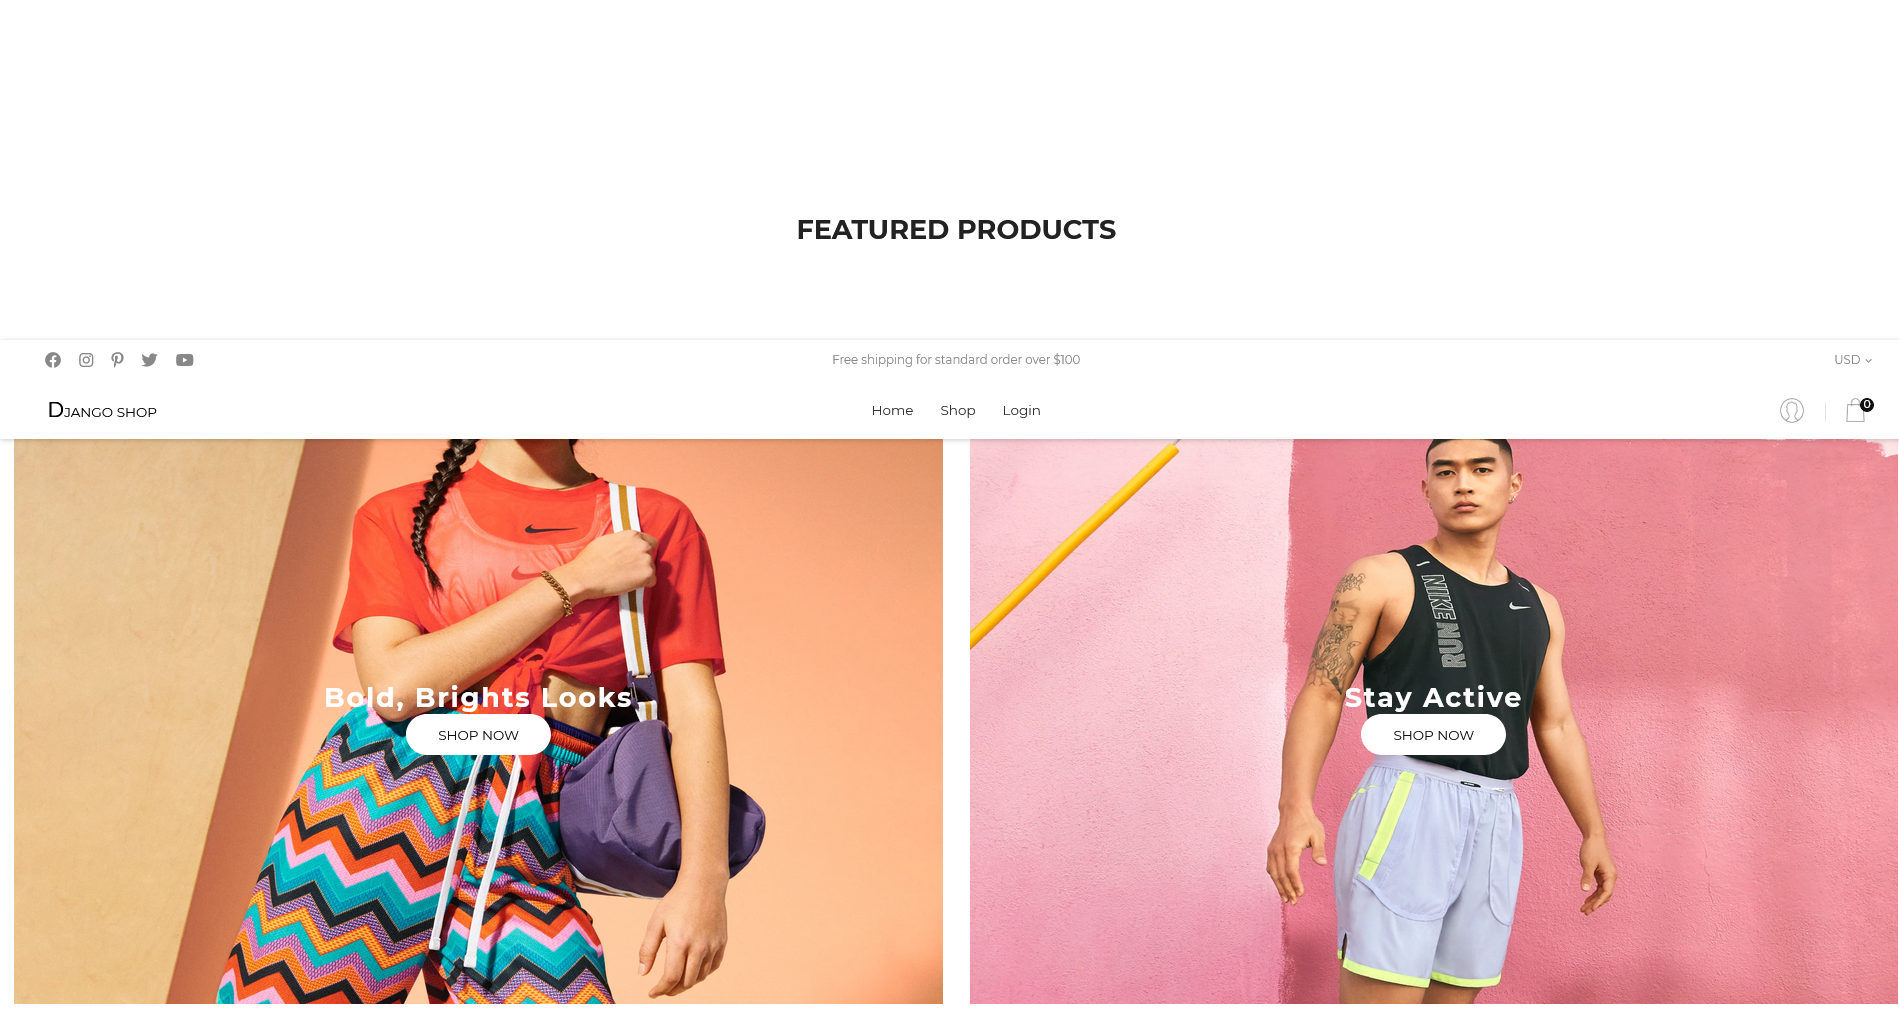 FEATURED PRODUCTS
Free shipping for standard order over $100
USD
DJANGO SHOP
Home Shop Login
0
NIKE RUN
Bold, Brights Looks
SHOP NOW
Stay Active
SHOP NOW